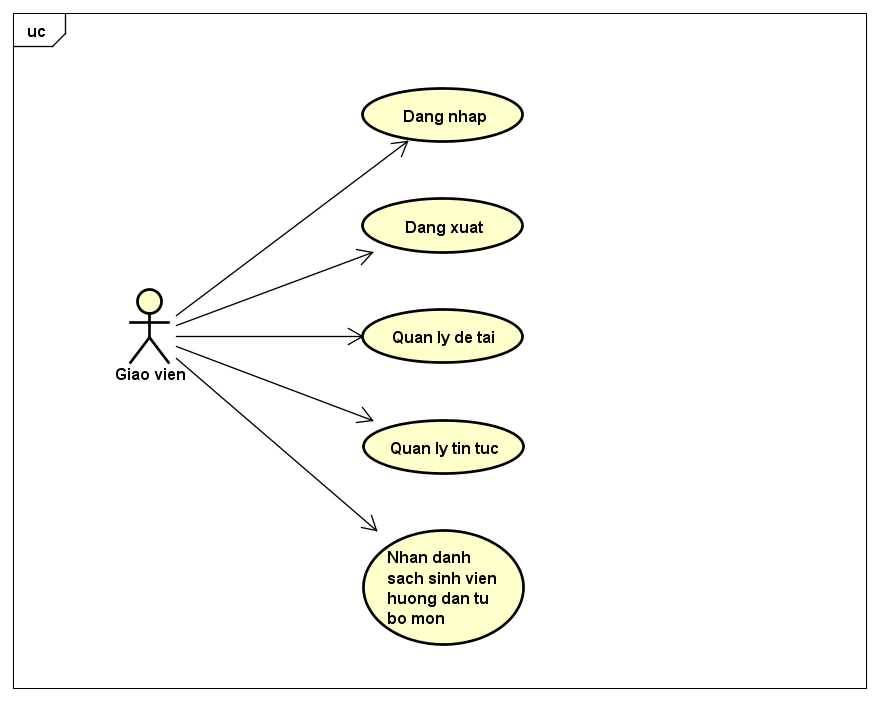 uc
Dang nhap
Dang xuat
Giao vien
Quan ly de tai
Quan ly tin tuc
Nhan danh
sach sinh vien
huong dan tu
bo mon